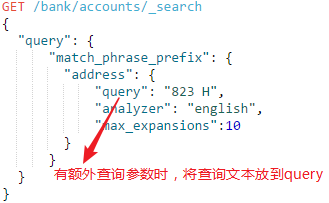 GET /bank/accounts/_search
{
  "query": {
    "match_phrase_prefix": {
      "address": {
        "query": "823 H",
        "analyzer": "english",
        "max_expansions":10
      }
    }
有额外查询参数时，将查询文本放到query
  }
}